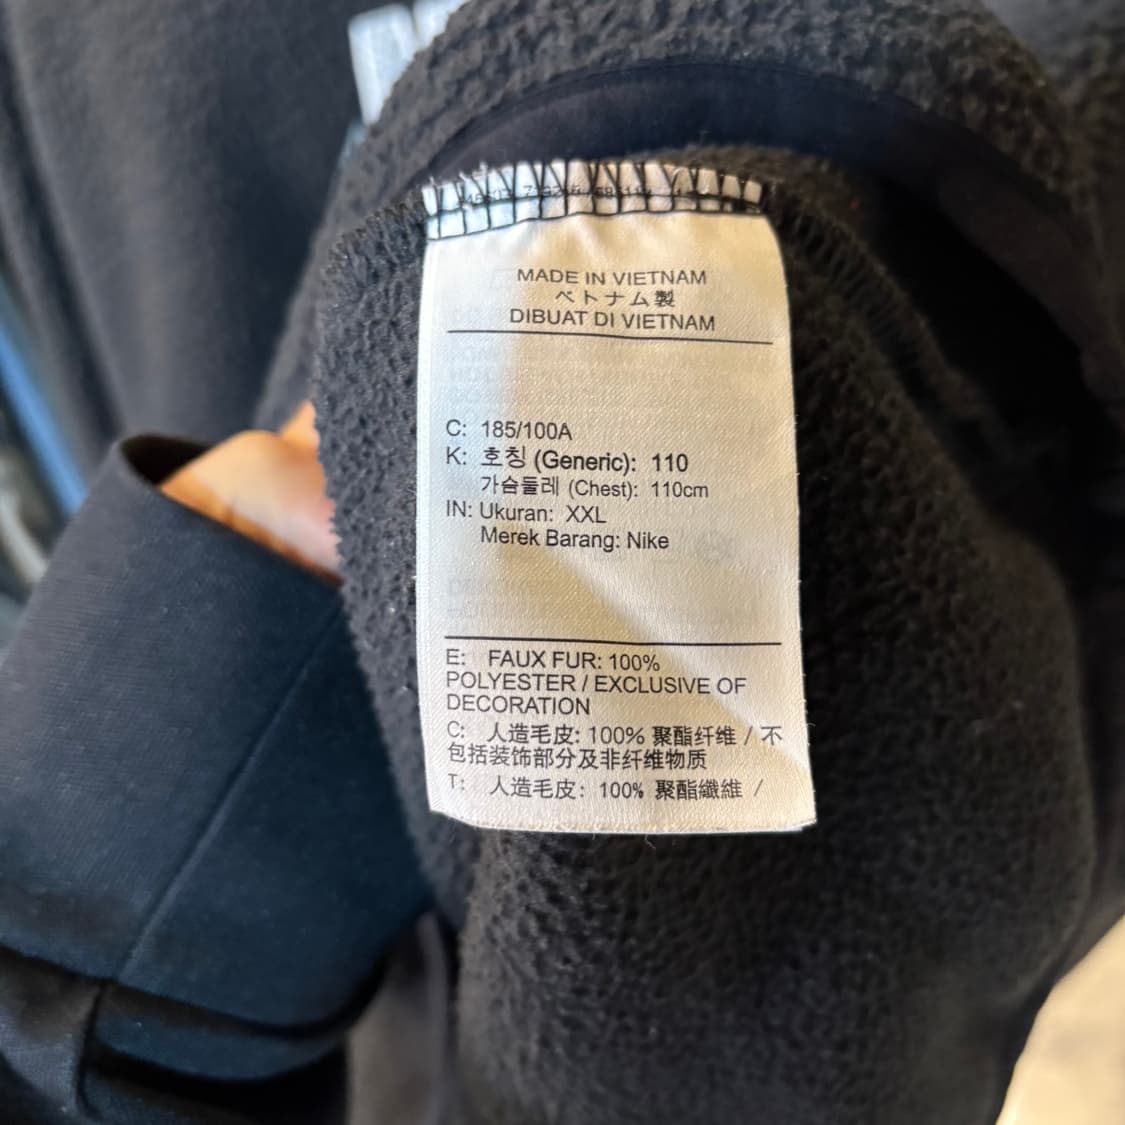 MADE IN VIETNAM
ベトナム製
DIBUAT DI VIETNAM
C: 185/100A
K: 호칭 (Generic): 110
가슴둘레 (Chest): 110cm
IN: Ukuran: XXL
Merek Barang: Nike
E: FAUX FUR: 100%
POLYESTER / EXCLUSIVE OF
DECORATION
C: 人造毛皮: 100% 聚酯纤维 / 不
包括装饰部分及非纤维物质
T: 人造毛皮: 100% 聚酯纖維 /